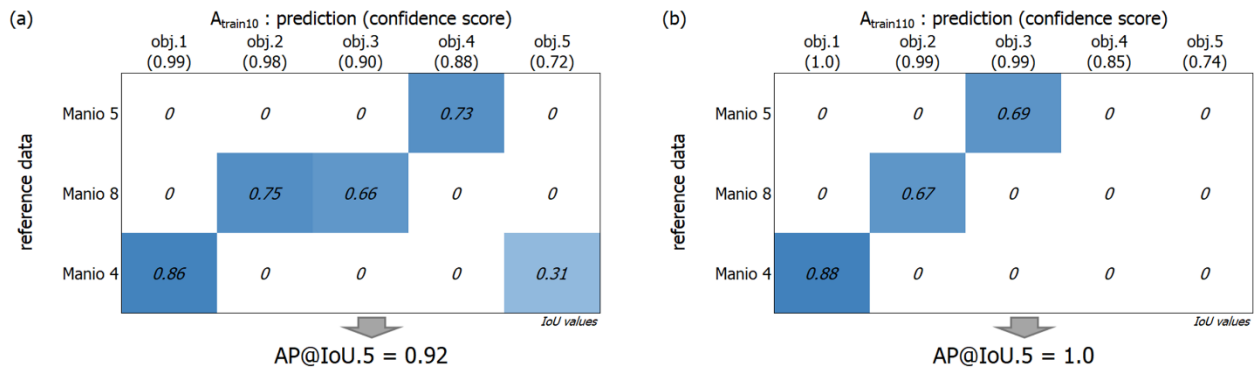 (a)
A_train10 : prediction (confidence score)
obj.1 obj.2 obj.3 obj.4 obj.5
(0.99) (0.98) (0.90) (0.88) (0.72)
reference data
Manio 5 0 0 0 0.73 0
Manio 8 0 0.75 0.66 0 0
Manio 4 0.86 0 0 0 0.31
IoU values
AP@IoU.5 = 0.92
(b)
A_train110 : prediction (confidence score)
obj.1 obj.2 obj.3 obj.4 obj.5
(1.0) (0.99) (0.99) (0.85) (0.74)
reference data
Manio 5 0 0 0.69 0 0
Manio 8 0 0.67 0 0 0
Manio 4 0.88 0 0 0 0
IoU values
AP@IoU.5 = 1.0